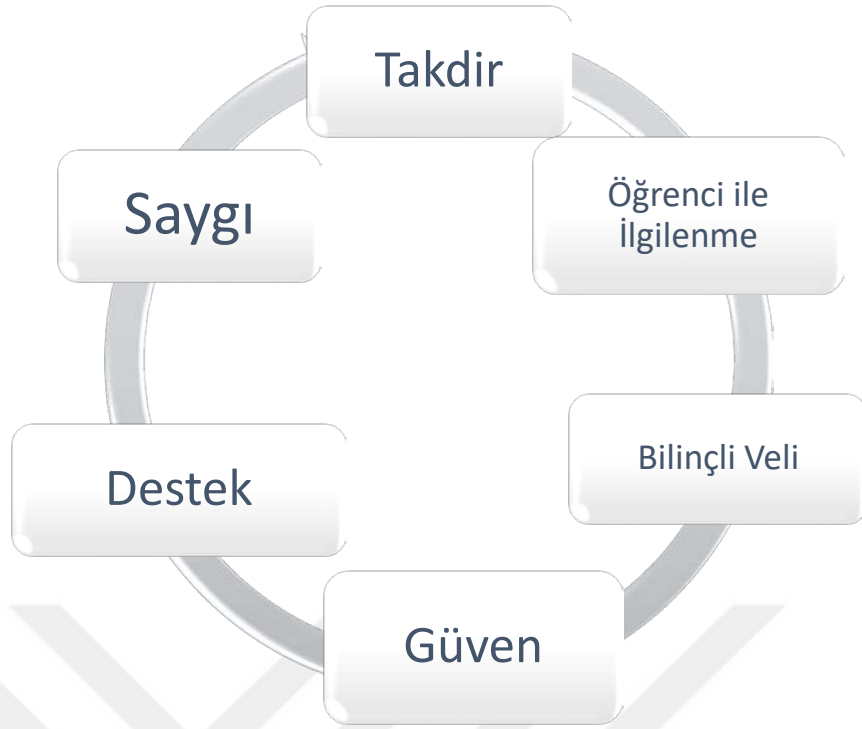 Takdir
Öğrenci ile
İlgilenme
Bilinçli Veli
Güven
Destek
Saygı